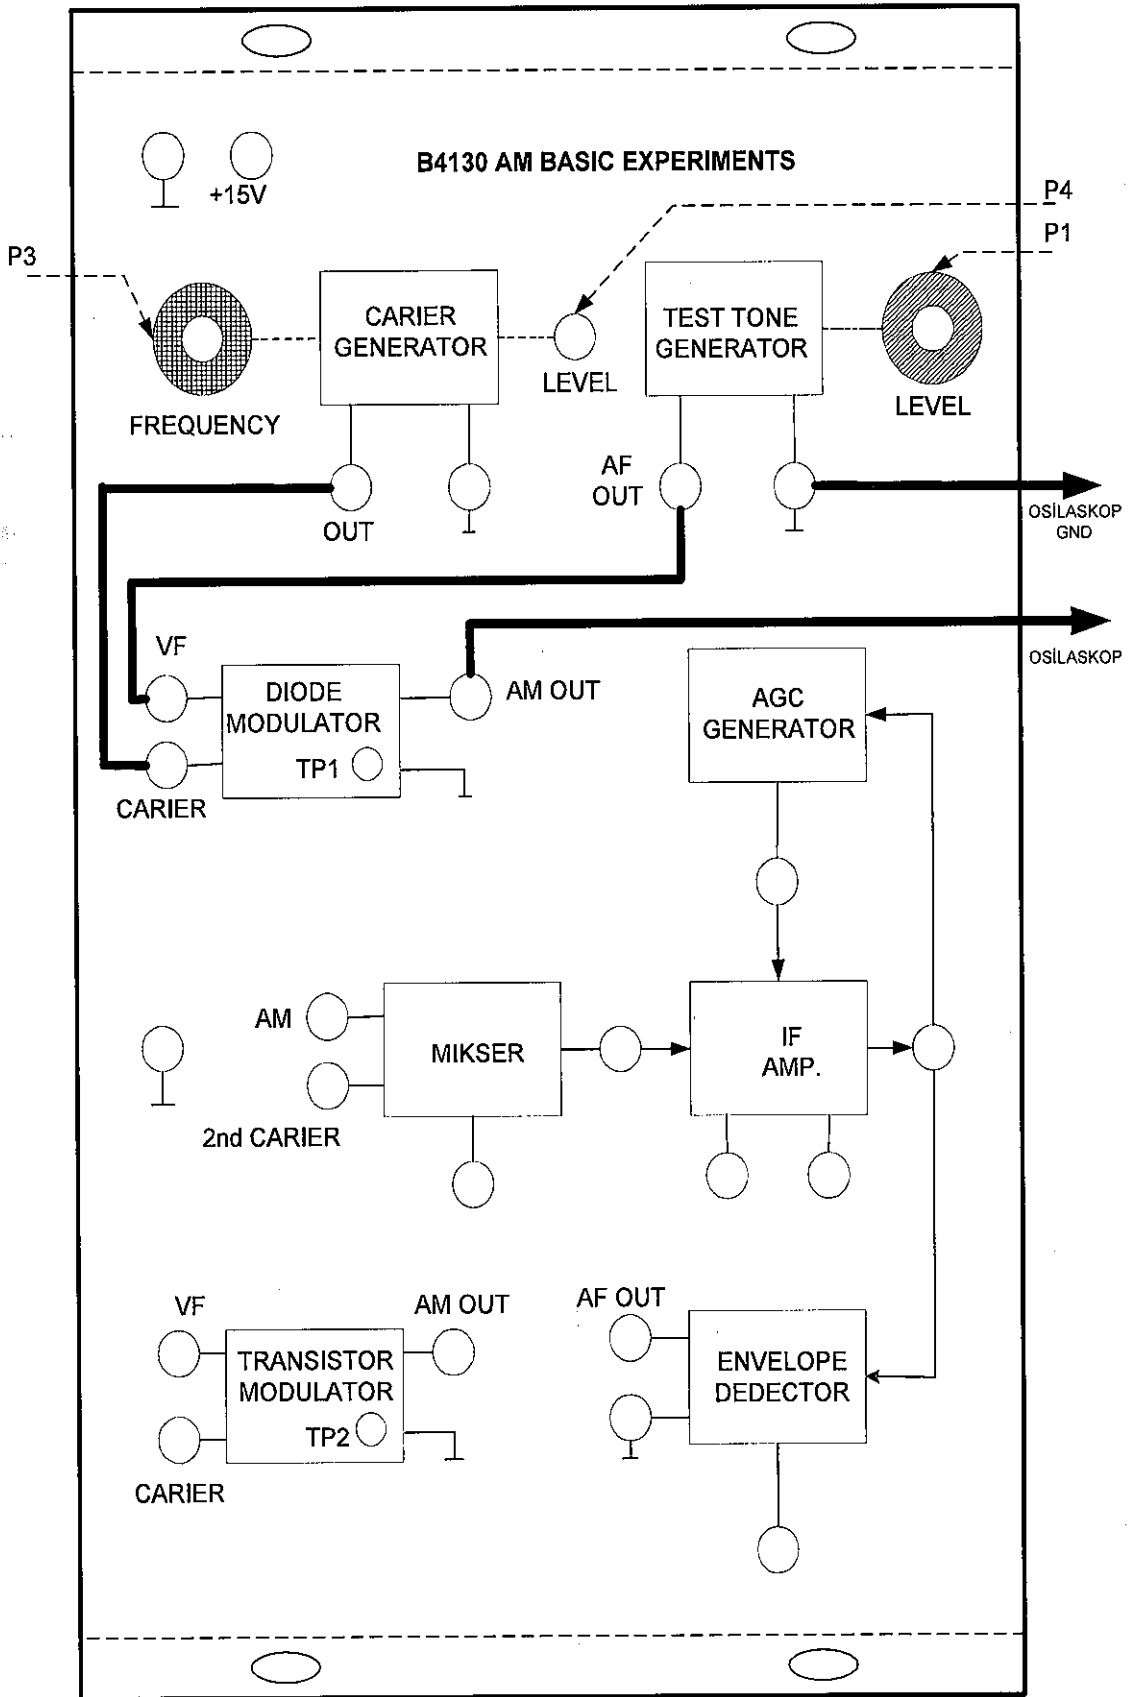 +15V
B4130 AM BASIC EXPERIMENTS
P4
P1
P3
CARIER
GENERATOR
TEST TONE
GENERATOR
LEVEL
LEVEL
FREQUENCY
AF
OUT
OUT
OSİLASKOP
GND
VF
OSİLASKOP
DIODE
MODULATOR
TP1
AM OUT
AGC
GENERATOR
CARIER
AM
MIKSER
IF
AMP.
2nd CARIER
VF
AM OUT
AF OUT
TRANSISTOR
MODULATOR
TP2
ENVELOPE
DEDECTOR
CARIER